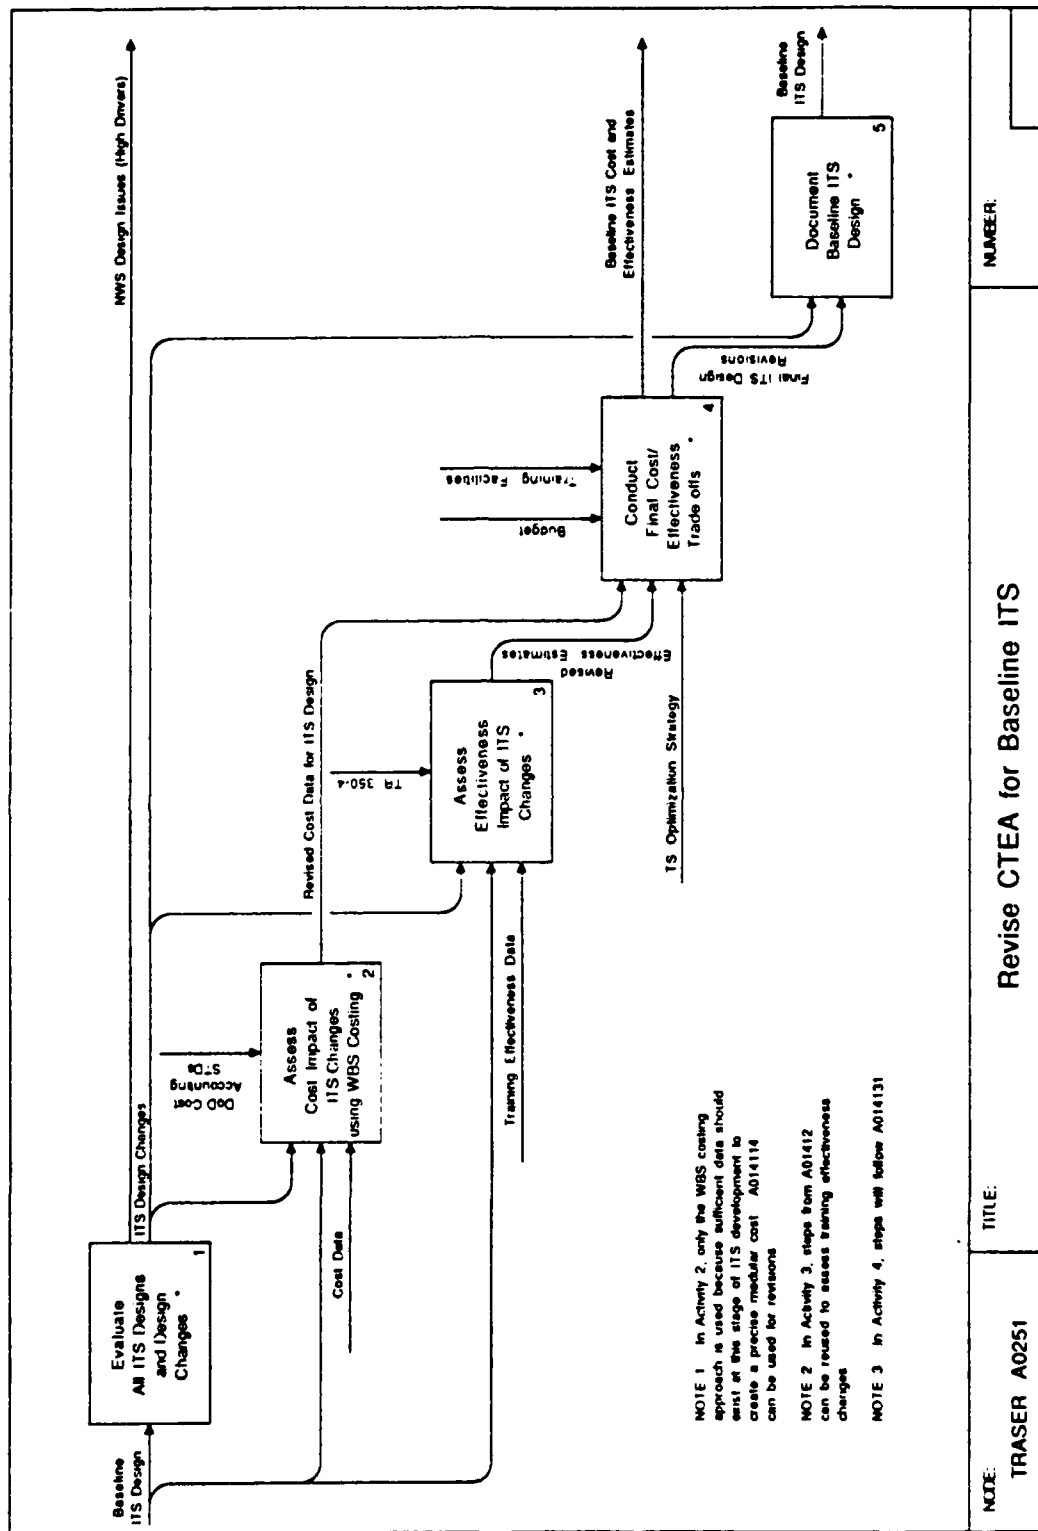 NWS Design Issues (High Drivers)
ITS Design Changes
Baseline
ITS Design
Evaluate
All ITS Designs
and Design
Changes *
1
DoD Cost
Accounting
STDs
Assess
Cost Impact of
ITS Changes
using WBS Costing *
2
Cost Data
Revised Cost Data for ITS Design
TR 350-4
Assess
Effectiveness
Impact of ITS
Changes *
3
Training Effectiveness Data
Revised
Effectiveness Estimates
Budget
Training Facilities
Conduct
Final Cost/
Effectiveness
Trade offs *
4
TS Optimization Strategy
Baseline ITS Cost and
Effectiveness Estimates
Final ITS Design
Revisions
Document
Baseline ITS
Design *
5
Baseline
ITS Design
NOTE 1 In Activity 2, only the WBS costing
approach is used because sufficient data should
exist at this stage of ITS development to
create a precise modular cost A014114
can be used for revisions
NOTE 2 In Activity 3, steps from A01412
can be reused to assess training effectiveness
changes
NOTE 3 In Activity 4, steps will follow A014131
NODE:
TRASER A0251
TITLE:
Revise CTEA for Baseline ITS
NUMBER: